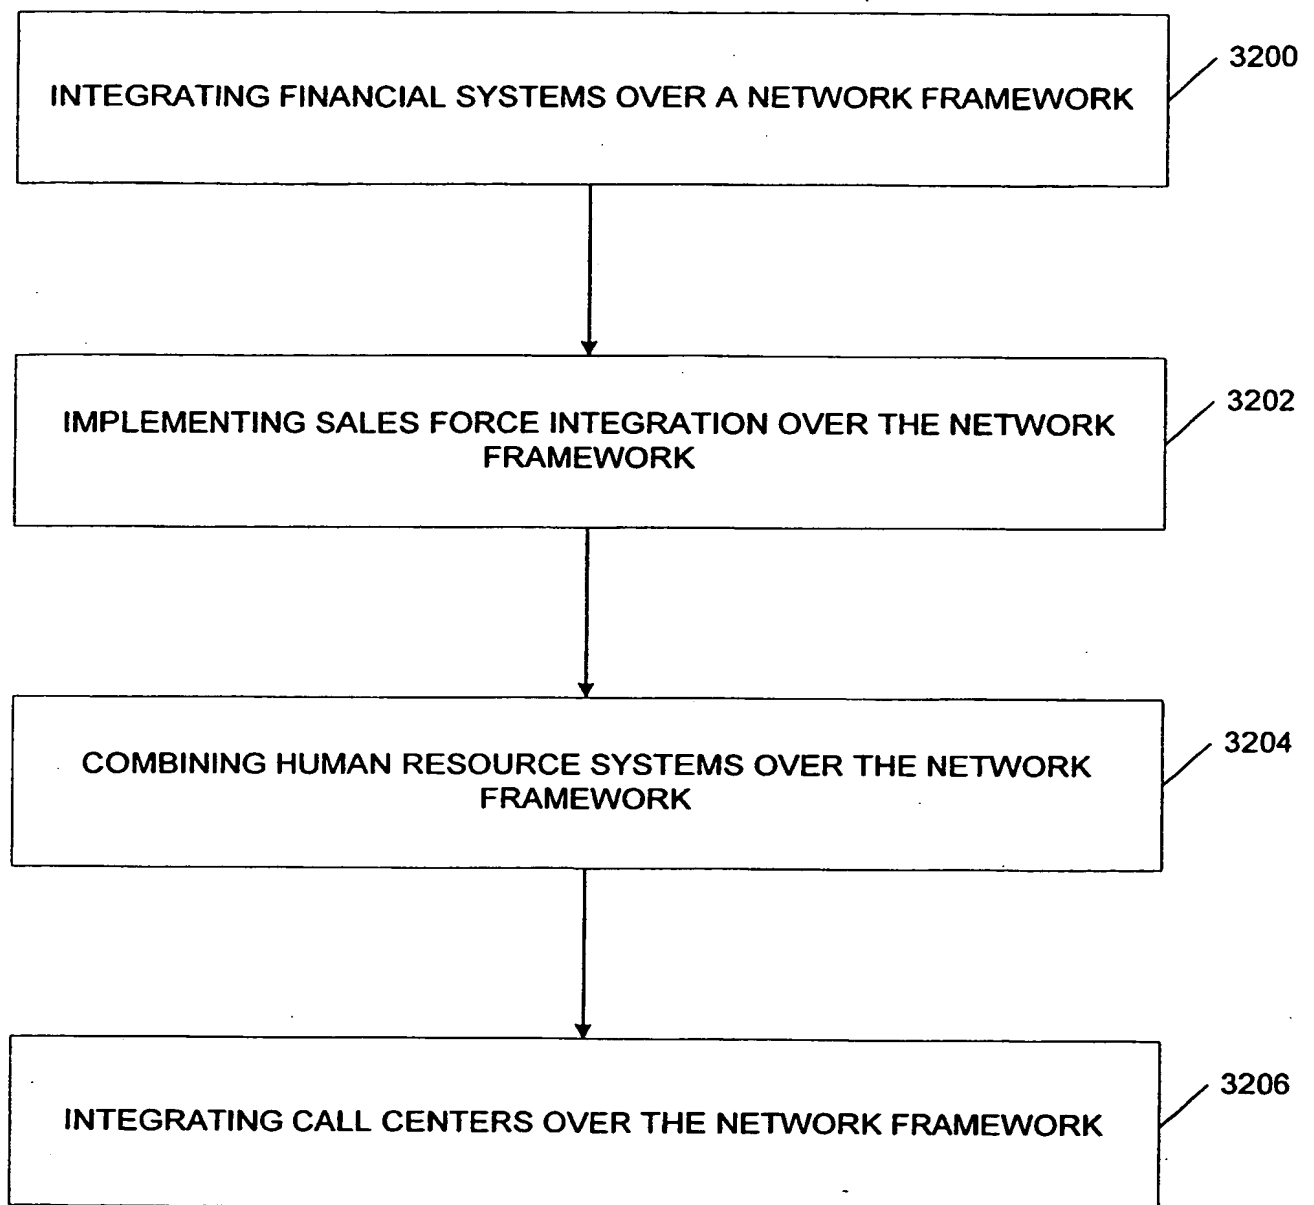 INTEGRATING FINANCIAL SYSTEMS OVER A NETWORK FRAMEWORK
3200
IMPLEMENTING SALES FORCE INTEGRATION OVER THE NETWORK
FRAMEWORK
3202
COMBINING HUMAN RESOURCE SYSTEMS OVER THE NETWORK
FRAMEWORK
3204
INTEGRATING CALL CENTERS OVER THE NETWORK FRAMEWORK
3206